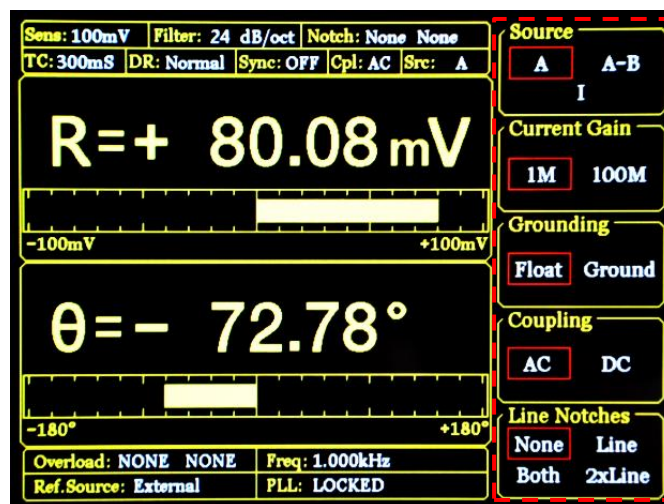 Sens: 100mV Filter: 24 dB/oct Notch: None None
TC: 300mS DR: Normal Sync: OFF Cpl: AC Src: A
R=+ 80.08 mV
-100mV +100mV
θ=- 72.78°
-180° +180°
Overload: NONE NONE Freq: 1.000kHz
Ref.Source: External PLL: LOCKED
Source
A A-B
I
Current Gain
1M 100M
Grounding
Float Ground
Coupling
AC DC
Line Notches
None Line
Both 2xLine